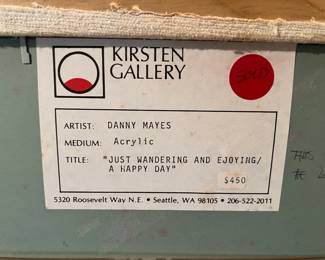 KIRSTEN
GALLERY
SOLD
ARTIST: DANNY MAYES
MEDIUM: Acrylic
TITLE: "JUST WANDERING AND EJOYING/
A HAPPY DAY"
$450
5320 Roosevelt Way N.E. • Seattle, WA 98105 • 206-522-2011
THIS